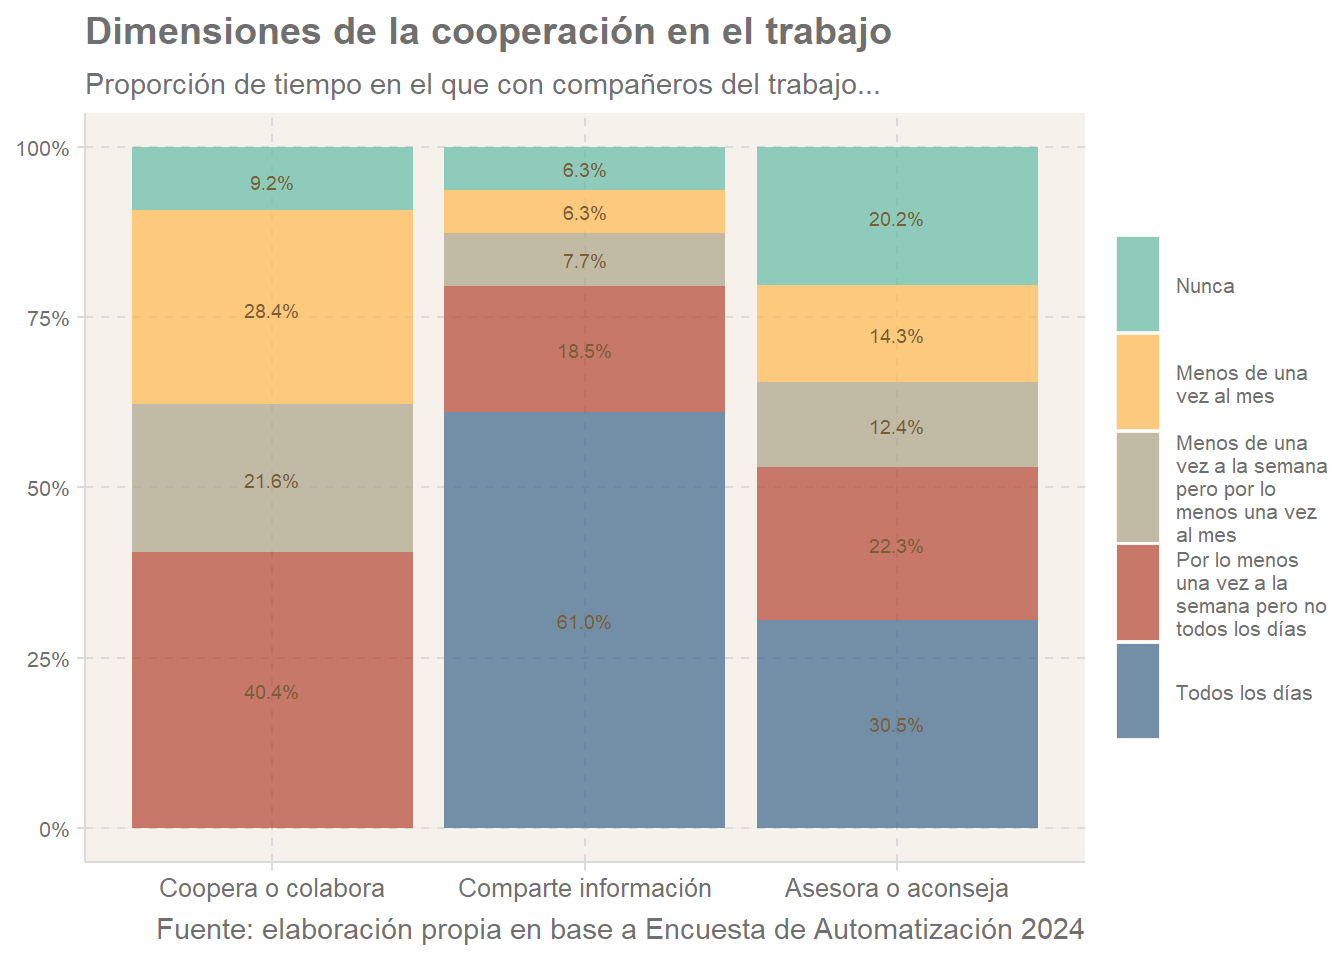 Dimensiones de la cooperación en el trabajo
Proporción de tiempo en el que con compañeros del trabajo...
100%
75%
50%
25%
0%
9.2%
28.4%
21.6%
40.4%
6.3%
6.3%
7.7%
18.5%
61.0%
20.2%
14.3%
12.4%
22.3%
30.5%
Coopera o colabora
Comparte información
Asesora o aconseja
Nunca
Menos de una
vez al mes
Menos de una
vez a la semana
pero por lo
menos una vez
al mes
Por lo menos
una vez a la
semana pero no
todos los días
Todos los días
Fuente: elaboración propia en base a Encuesta de Automatización 2024